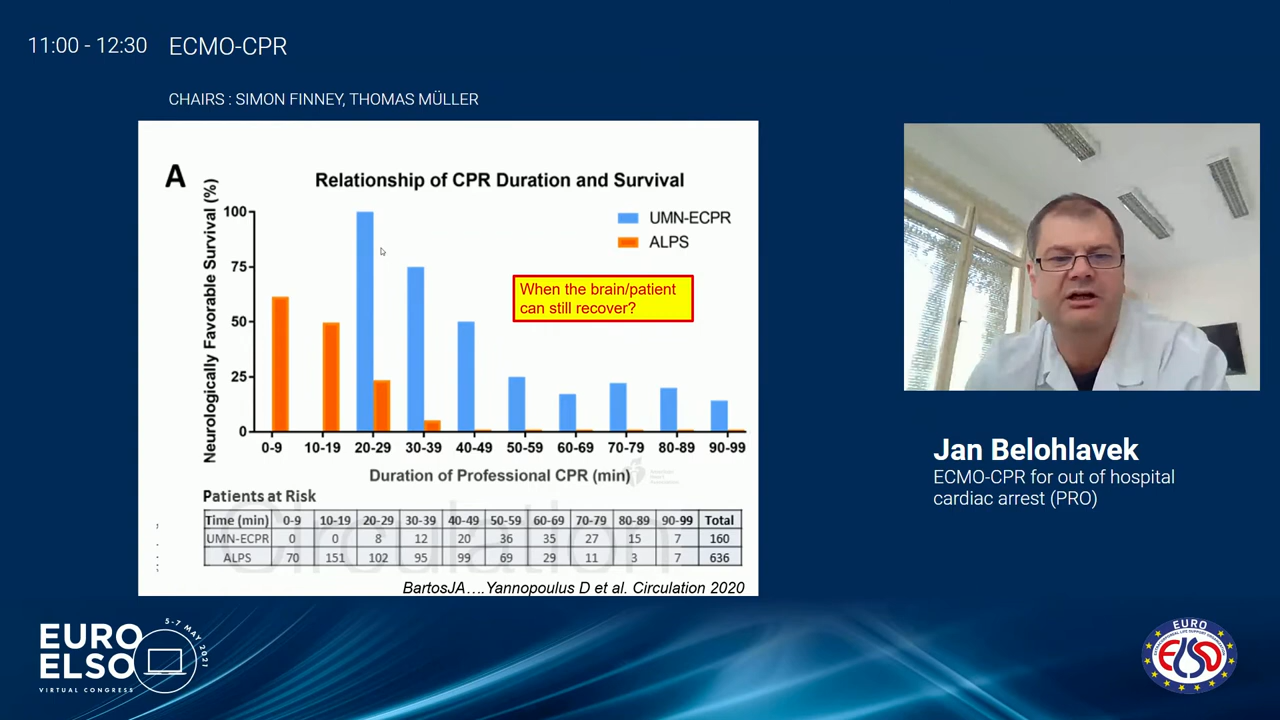 11:00 - 12:30 ECMO-CPR
CHAIRS : SIMON FINNEY, THOMAS MÜLLER
A
Relationship of CPR Duration and Survival
Neurologically Favorable Survival (%)
100
75
50
25
0
UMN-ECPR
ALPS
When the brain/patient
can still recover?
0-9 10-19 20-29 30-39 40-49 50-59 60-69 70-79 80-89 90-99
Duration of Professional CPR (min)
American
Heart
Association
Patients at Risk
Time (min) 0-9 10-19 20-29 30-39 40-49 50-59 60-69 70-79 80-89 90-99 Total
UMN-ECPR 0 0 8 12 20 36 35 27 15 7 160
ALPS 70 151 102 95 99 69 29 11 3 7 636
Circulation
BartosJA….Yannopoulus D et al. Circulation 2020
Jan Belohlavek
ECMO-CPR for out of hospital
cardiac arrest (PRO)
EURO
ELSO
VIRTUAL CONGRESS
5-7 MAY 2021
EURO
ELSO